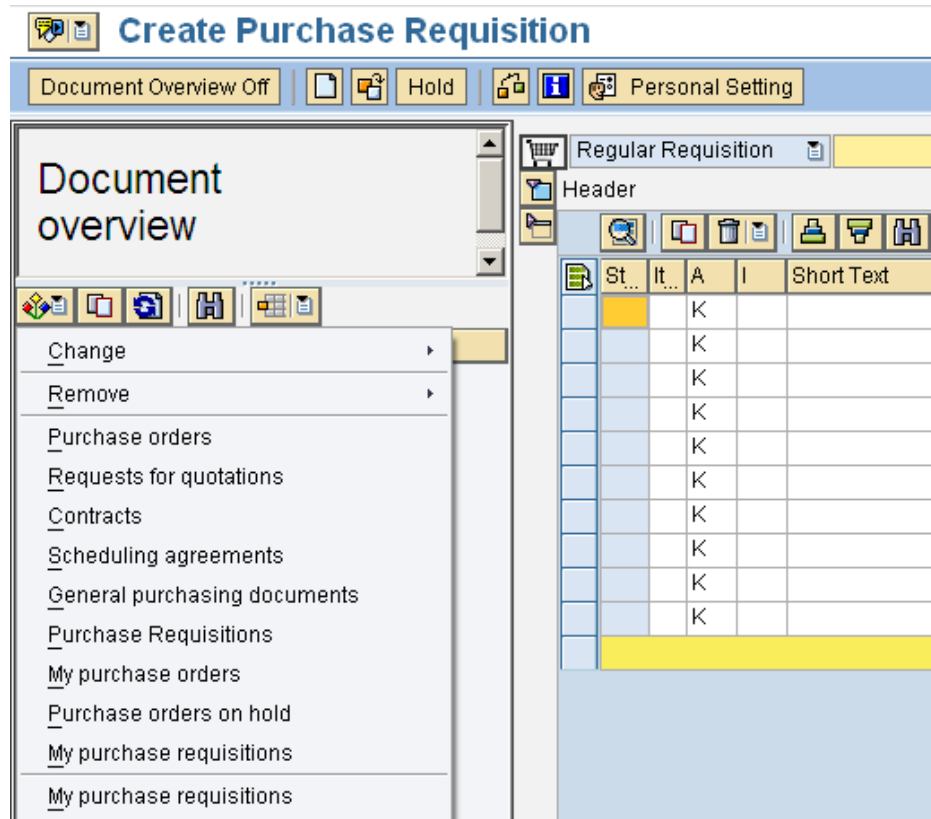 Create Purchase Requisition
Document Overview Off Hold Personal Setting
Document
overview
Change
Remove
Purchase orders
Requests for quotations
Contracts
Scheduling agreements
General purchasing documents
Purchase Requisitions
My purchase orders
Purchase orders on hold
My purchase requisitions
My purchase requisitions
Regular Requisition
Header
St... It... A I Short Text
K
K
K
K
K
K
K
K
K
K